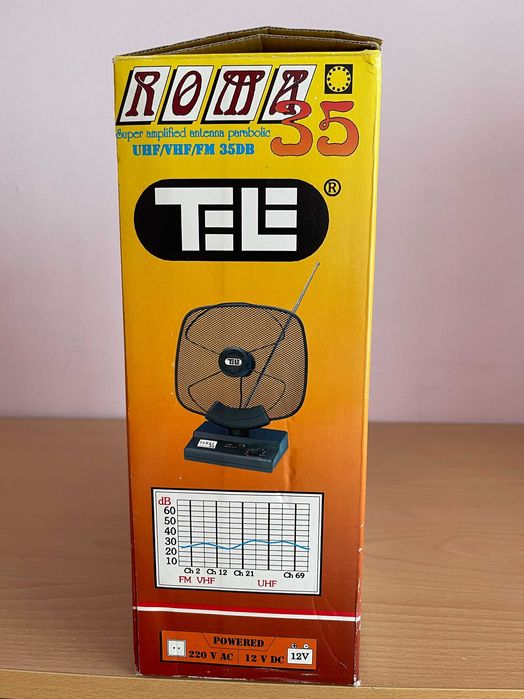 ROMA 35
Super amplified antenna parabolic
UHF/VHF/FM 35DB
TELE ®
TELE
dB
60
50
40
30
20
10
Ch 2 Ch 12 Ch 21 Ch 69
FM VHF UHF
POWERED
220 V AC 12 V DC 12V